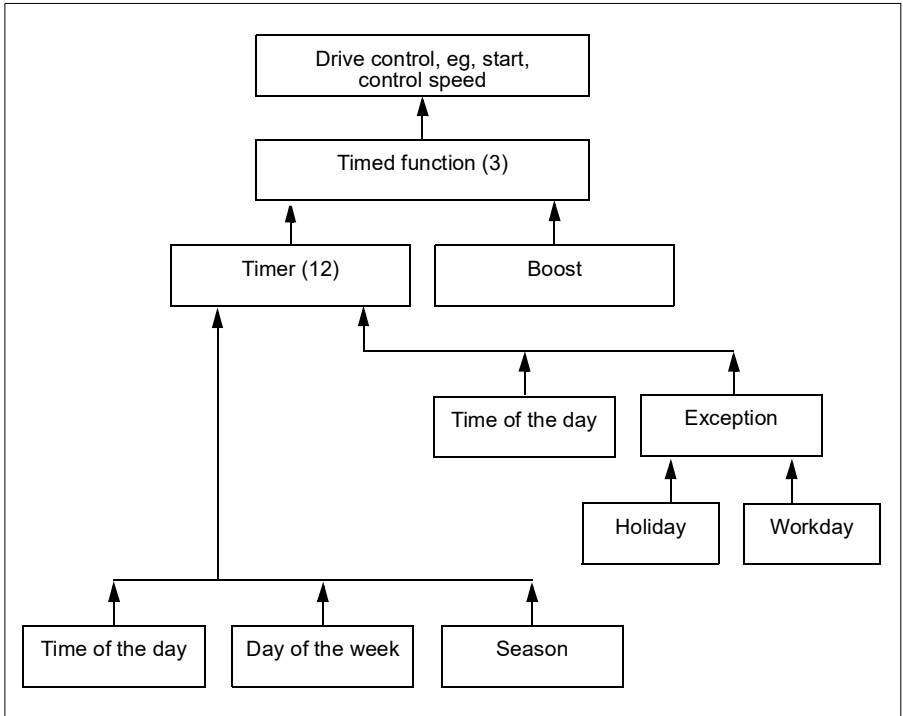 Drive control, eg, start,
control speed
Timed function (3)
Timer (12)
Boost
Time of the day
Exception
Holiday
Workday
Time of the day
Day of the week
Season